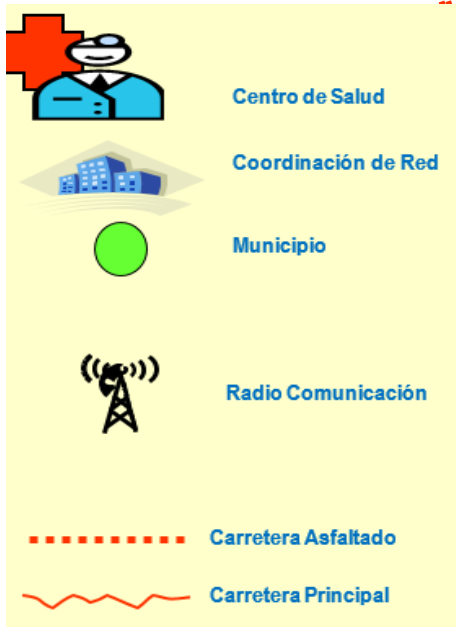 Centro de Salud
Coordinación de Red
Municipio
Radio Comunicación
Carretera Asfaltado
Carretera Principal